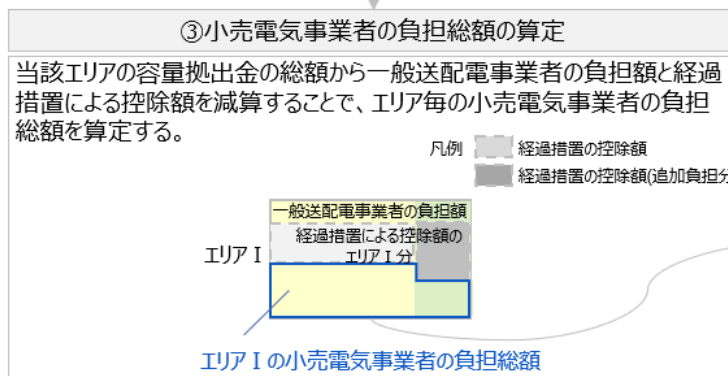 ③小売電気事業者の負担総額の算定
当該エリアの容量拠出金の総額から一般送配電事業者の負担額と経過
措置による控除額を減算することで、エリア毎の小売電気事業者の負担
総額を算定する。
凡例
経過措置の控除額
経過措置の控除額(追加負担分
一般送配電事業者の負担額
経過措置による控除額の
エリアⅠ分
エリアⅠ
エリアⅠの小売電気事業者の負担総額